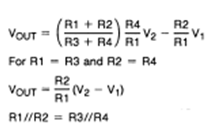 VOUT = (R1 + R2 / R3 + R4) R4/R1 V2 − R2/R1 V1
For R1 = R3 and R2 = R4
VOUT = R2/R1 (V2 − V1)
R1//R2 = R3//R4